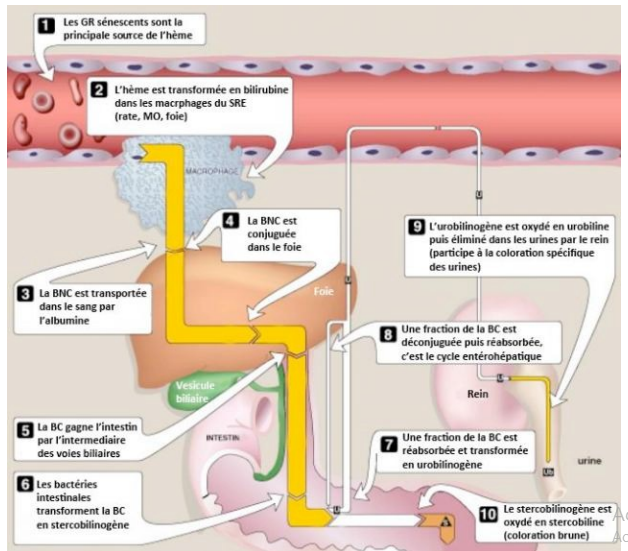 1 Les GR sénescents sont la
principale source de l'hème
2 L'hème est transformée en bilirubine
dans les macrphages du SRE
(rate, MO, foie)
MACROPHAGE
4 La BNC est
conjuguée
dans le foie
9 L'urobilinogène est oxydé en urobiline
puis éliminé dans les urines par le rein
(participe à la coloration spécifique
des urines)
3 La BNC est transportée
dans le sang par
l'albumine
Foie
8 Une fraction de la BC est
déconjuguée puis réabsorbée,
c'est le cycle entérohépatique
Vesicule
biliaire
Rein
5 La BC gagne l'intestin
par l'intermediaire
des voies biliaires
INTESTIN
7 Une fraction de la BC est
réabsorbée et transformée
en urobilinogène
Ub
urine
6 Les bactéries
intestinales
transforment la BC
en stercobilinogène
U
U
U
U
10 Le stercobilinogène est
oxydé en stercobiline
(coloration brune)
Ac
Ac